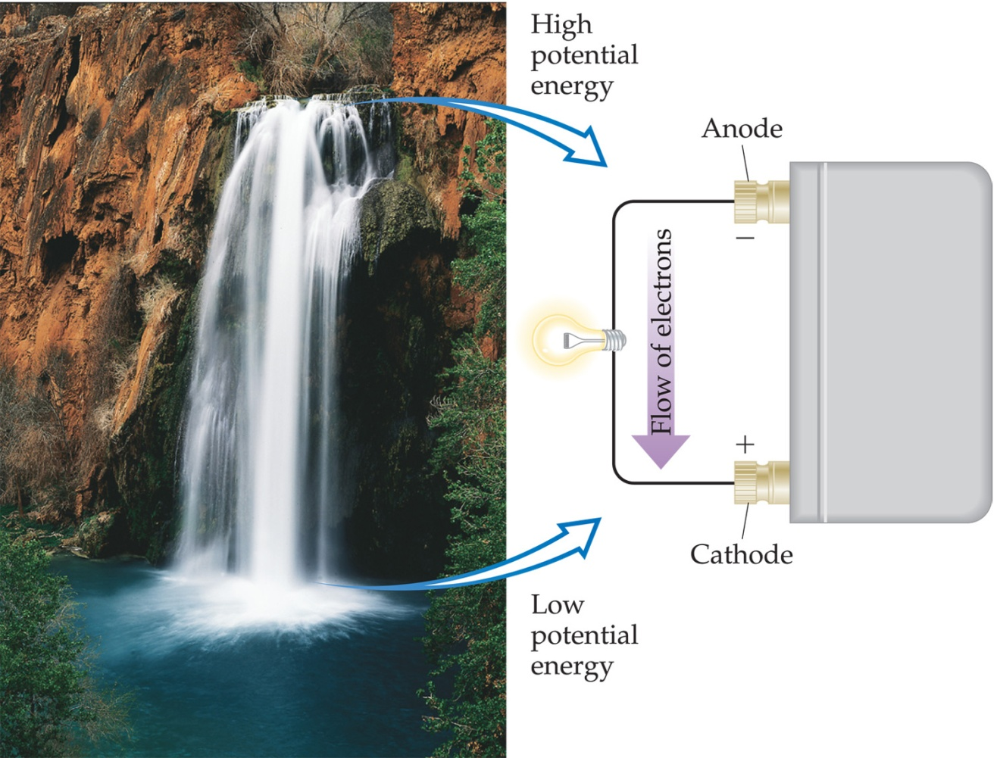 High
potential
energy
Anode
−
Flow of electrons
+
Cathode
Low
potential
energy